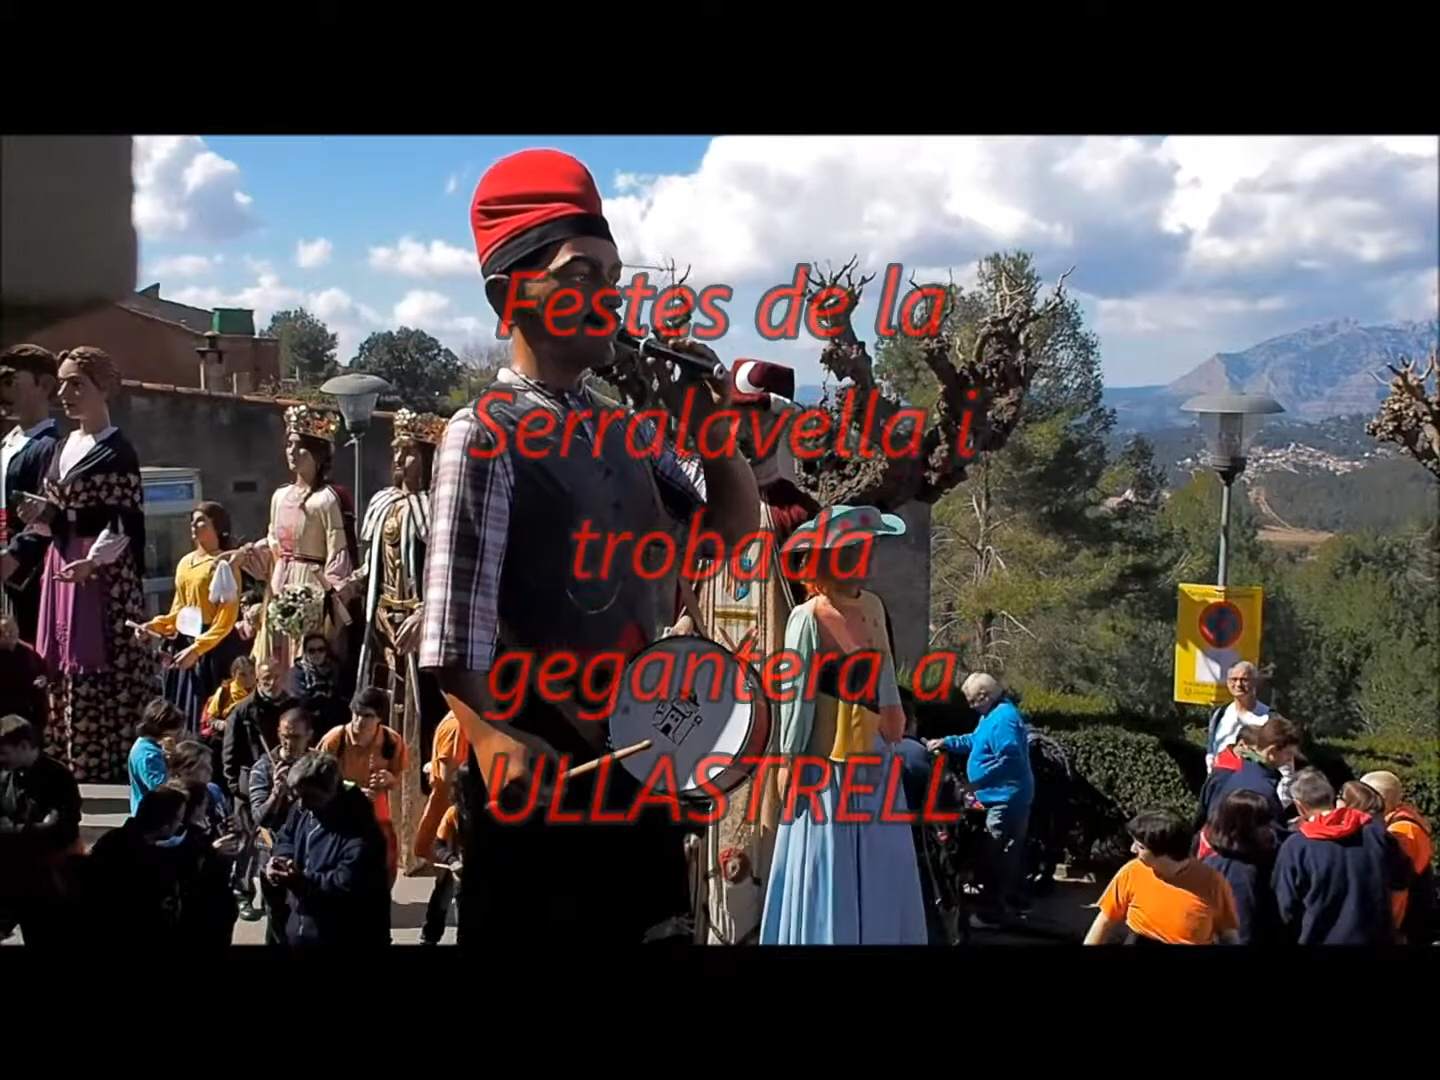 Festes de la
Serralavella i
trobada
gegantera a
ULLASTRELL